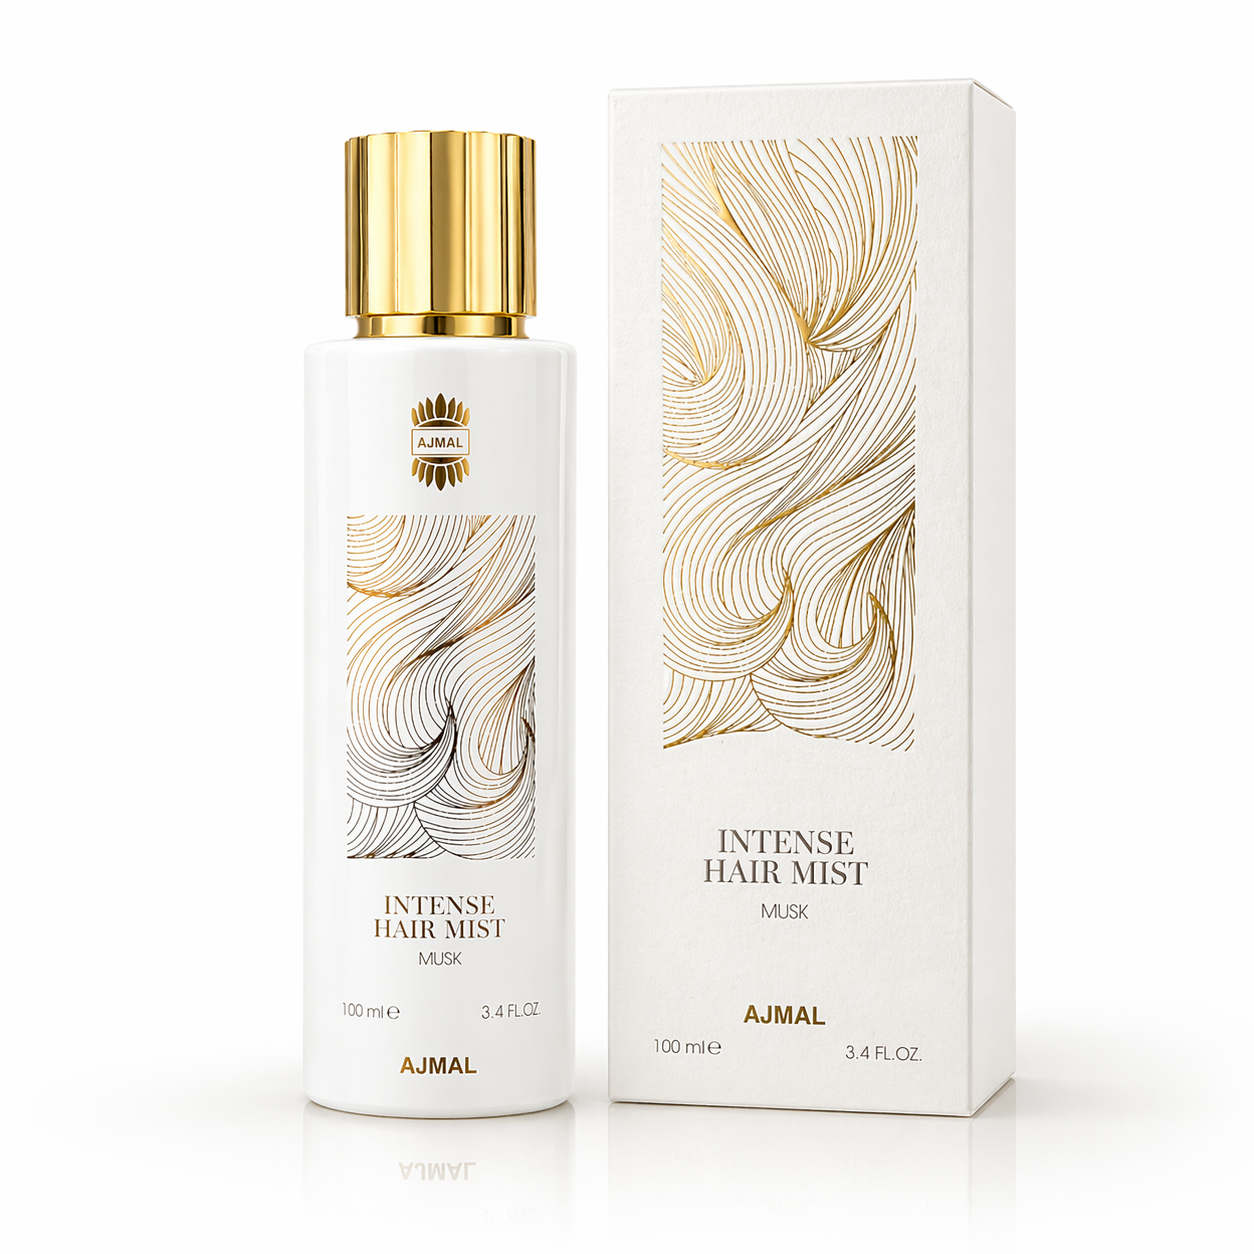 AJMAL
INTENSE
HAIR MIST
MUSK
100 ml e
3.4 FL.OZ.
AJMAL
INTENSE
HAIR MIST
MUSK
AJMAL
100 ml e
3.4 FL.OZ.